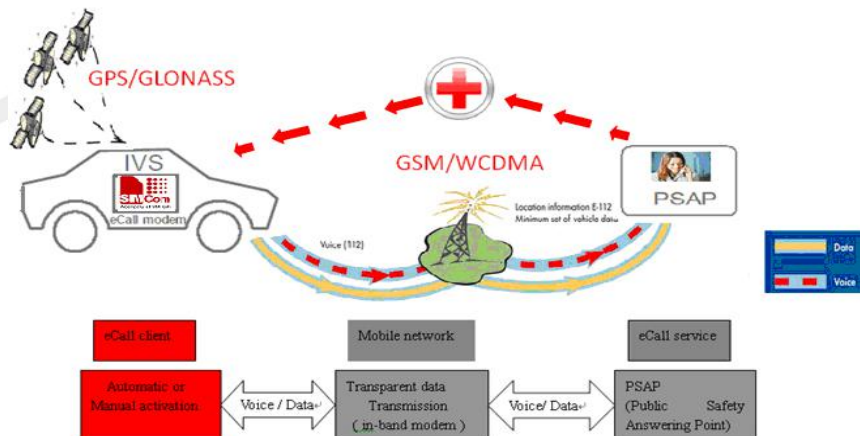 GPS/GLONASS
IVS
SIMCom
eCall modem
GSM/WCDMA
PSAP
Location information E-112
Minimum set of vehicle data
Voice (112)
Data
Voice
eCall client
Mobile network
eCall service
Automatic or
Manual activation
Voice / Data
Transparent data
Transmission
( in-band modem )
Voice/ Data
PSAP
(Public Safety
Answering Point)